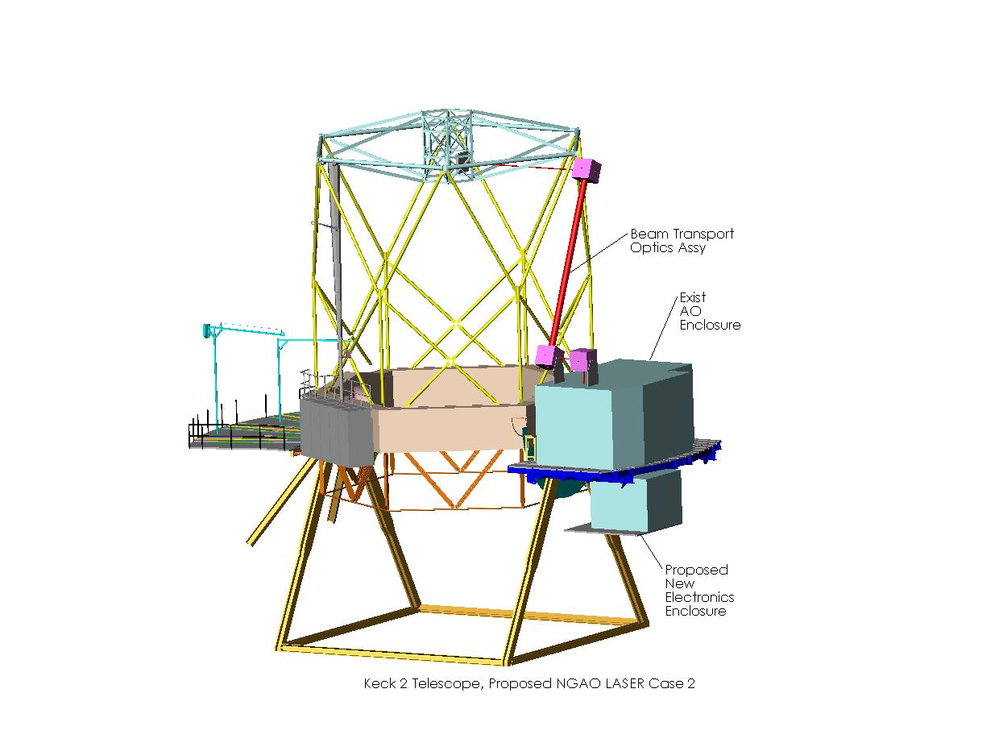 Beam Transport
Optics Assy
Exist
AO
Enclosure
Proposed
New
Electronics
Enclosure
Keck 2 Telescope, Proposed NGAO LASER Case 2